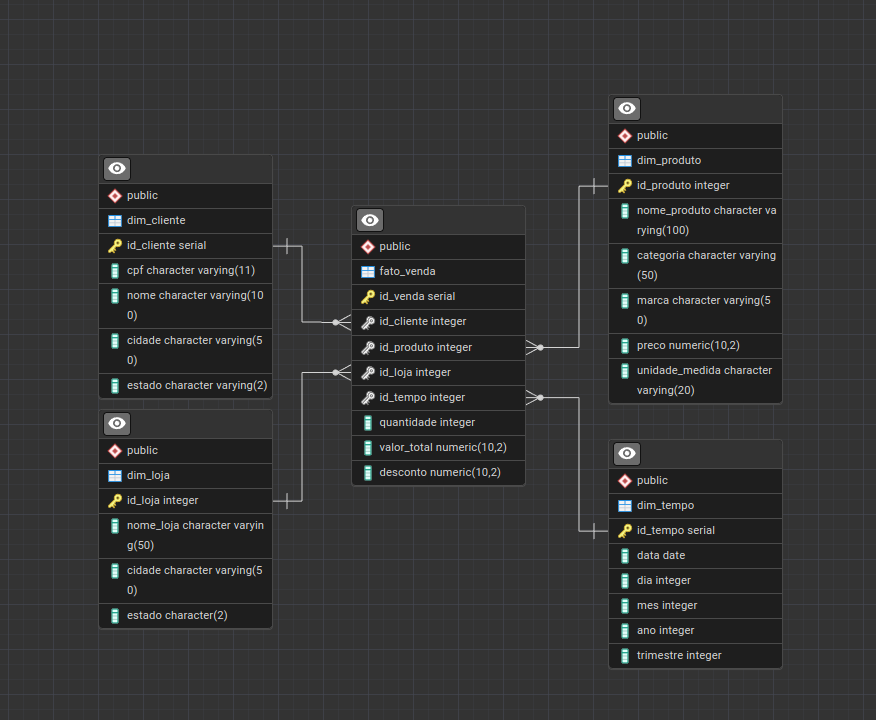 public
dim_cliente
id_cliente serial
cpf character varying(11)
nome character varying(10
0)
cidade character varying(5
0)
estado character varying(2)
public
dim_loja
id_loja integer
nome_loja character varyin
g(50)
cidade character varying(5
0)
estado character(2)
public
fato_venda
id_venda serial
id_cliente integer
id_produto integer
id_loja integer
id_tempo integer
quantidade integer
valor_total numeric(10,2)
desconto numeric(10,2)
public
dim_produto
id_produto integer
nome_produto character va
rying(100)
categoria character varying
(50)
marca character varying(5
0)
preco numeric(10,2)
unidade_medida character
varying(20)
public
dim_tempo
id_tempo serial
data date
dia integer
mes integer
ano integer
trimestre integer